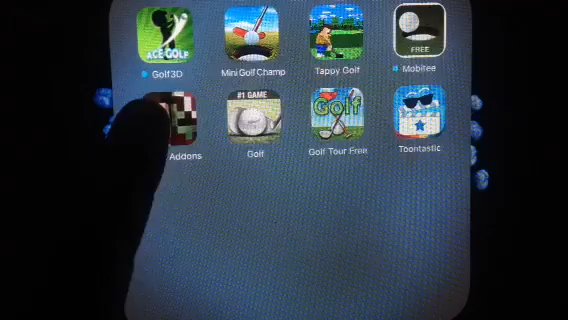 ACE GOLF
FREE
Golf3D
Mini Golf Champ
Tappy Golf
Mobitee
#1 GAME
Golf
Addons
Golf
Golf Tour Free
Toontastic